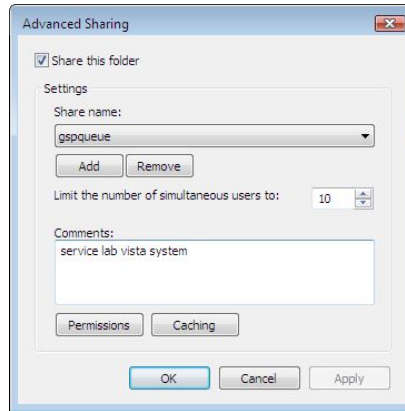 Advanced Sharing
Share this folder
Settings
Share name:
gspqueue
Add Remove
Limit the number of simultaneous users to: 10
Comments:
service lab vista system
Permissions Caching
OK Cancel Apply